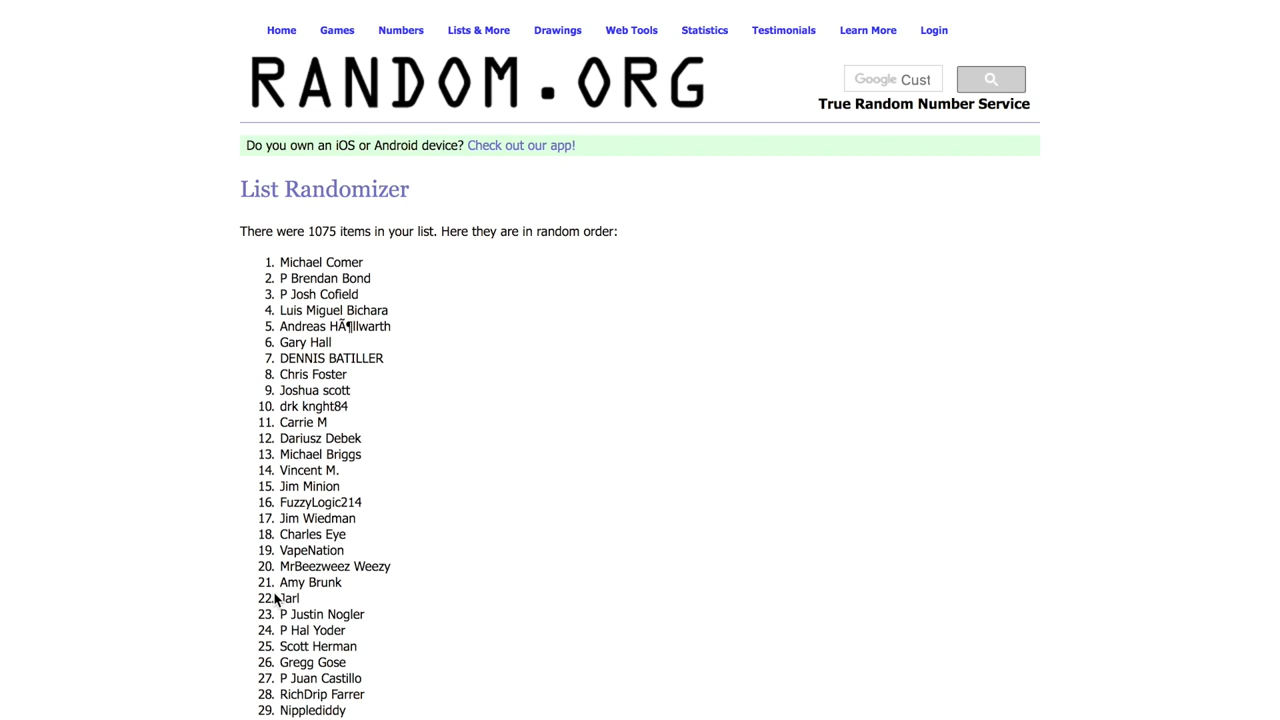 Home Games Numbers Lists & More Drawings Web Tools Statistics Testimonials Learn More Login
RANDOM.ORG
Google Cust
True Random Number Service
Do you own an iOS or Android device? Check out our app!
List Randomizer
There were 1075 items in your list. Here they are in random order:
1. Michael Comer
2. P Brendan Bond
3. P Josh Cofield
4. Luis Miguel Bichara
5. Andreas HÃ¶llwarth
6. Gary Hall
7. DENNIS BATILLER
8. Chris Foster
9. Joshua scott
10. drk knght84
11. Carrie M
12. Dariusz Debek
13. Michael Briggs
14. Vincent M.
15. Jim Minion
16. FuzzyLogic214
17. Jim Wiedman
18. Charles Eye
19. VapeNation
20. MrBeezweez Weezy
21. Amy Brunk
22. Jarl
23. P Justin Nogler
24. P Hal Yoder
25. Scott Herman
26. Gregg Gose
27. P Juan Castillo
28. RichDrip Farrer
29. Nipplediddy